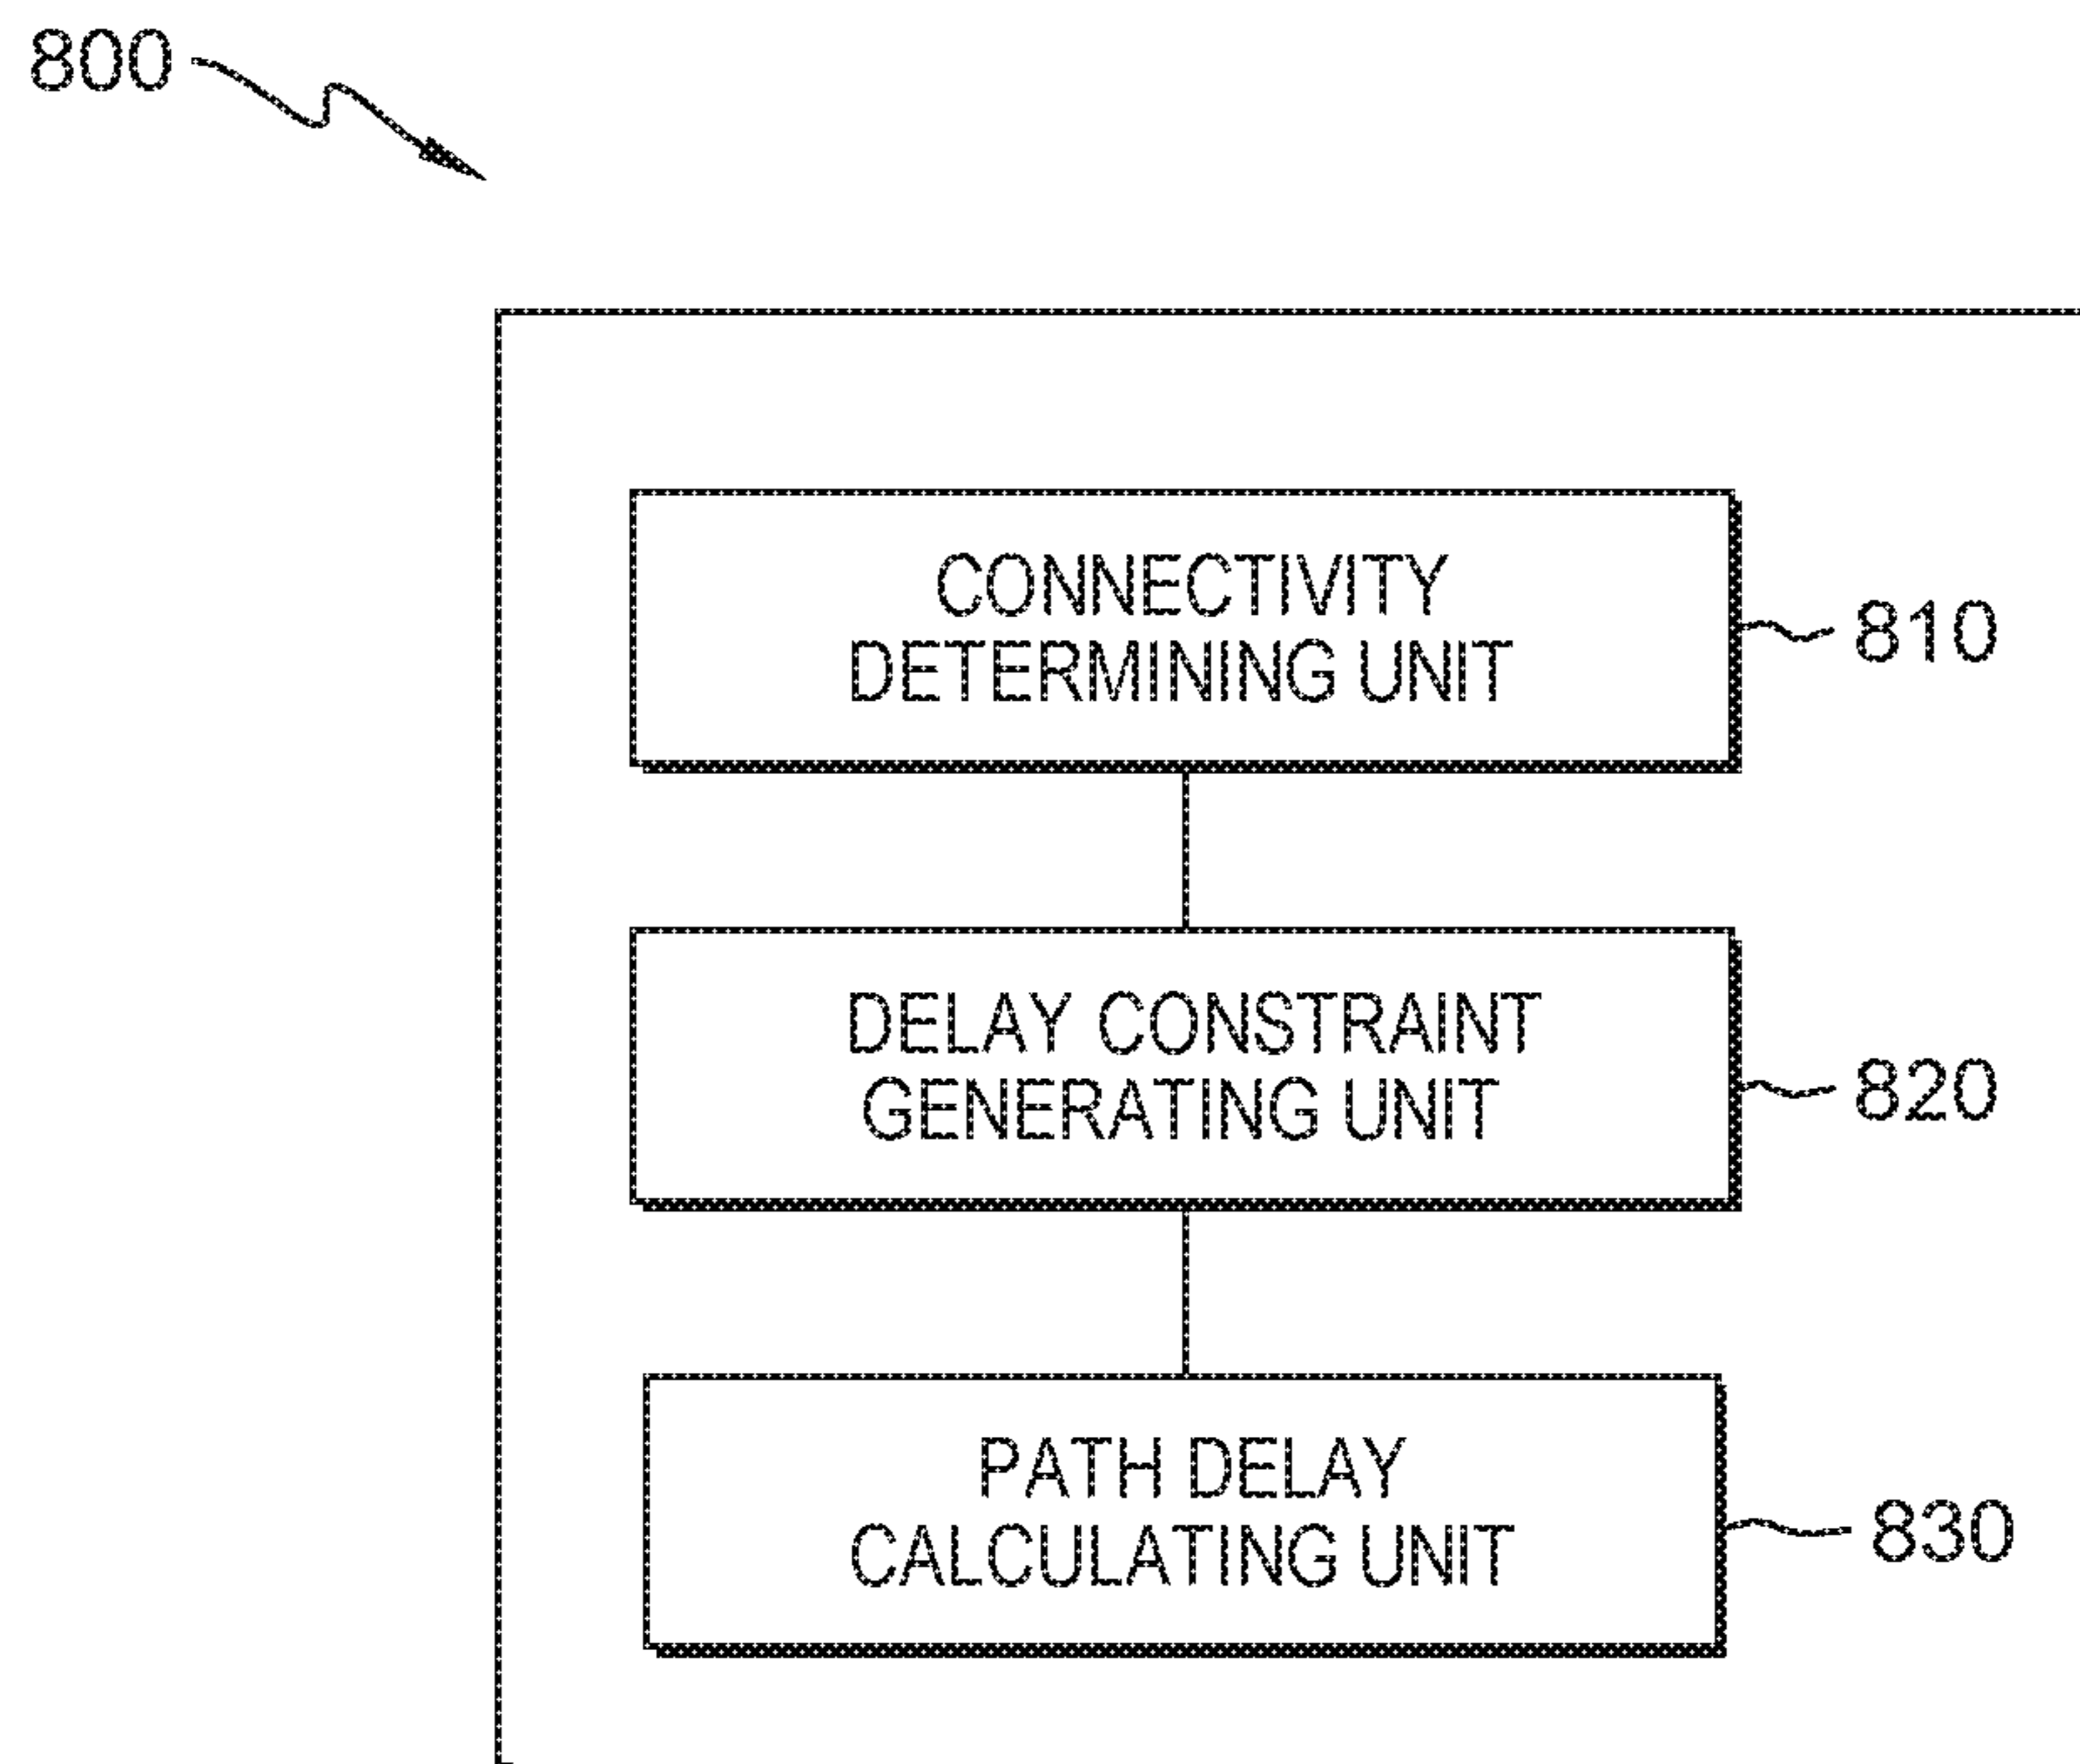 800
CONNECTIVITY
DETERMINING UNIT
810
DELAY CONSTRAINT
GENERATING UNIT
820
PATH DELAY
CALCULATING UNIT
830